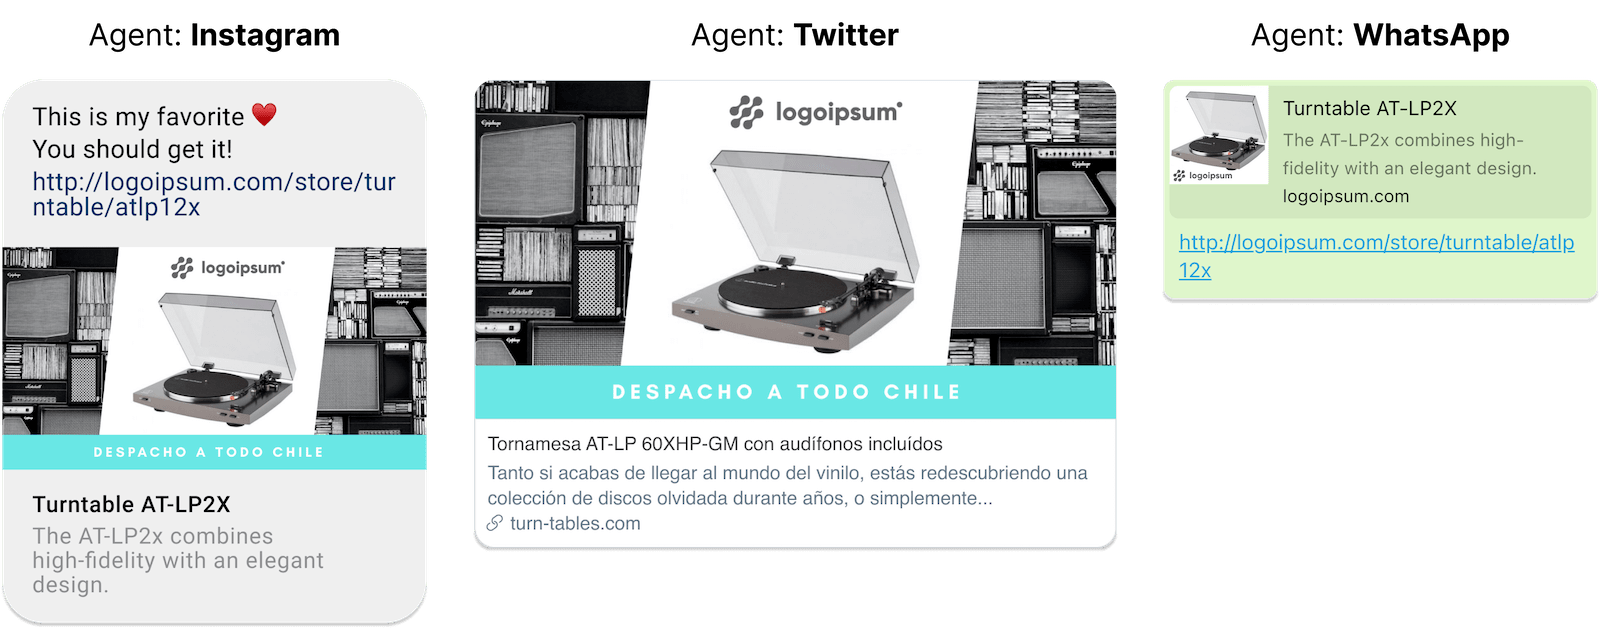 Agent: Instagram
This is my favorite ♥️
You should get it!
http://logoipsum.com/store/tur
ntable/atlp12x
logoipsum
DESPACHO A TODO CHILE
Turntable AT-LP2X
The AT-LP2x combines
high-fidelity with an elegant
design.
Agent: Twitter
Epiphone
logoipsum
Marshall
DESPACHO A TODO CHILE
Tornamesa AT-LP 60XHP-GM con audífonos incluídos
Tanto si acabas de llegar al mundo del vinilo, estás redescubriendo una
colección de discos olvidada durante años, o simplemente...
turn-tables.com
Agent: WhatsApp
logoipsum
Turntable AT-LP2X
The AT-LP2x combines high-
fidelity with an elegant design.
logoipsum.com
http://logoipsum.com/store/turntable/atlp
12x